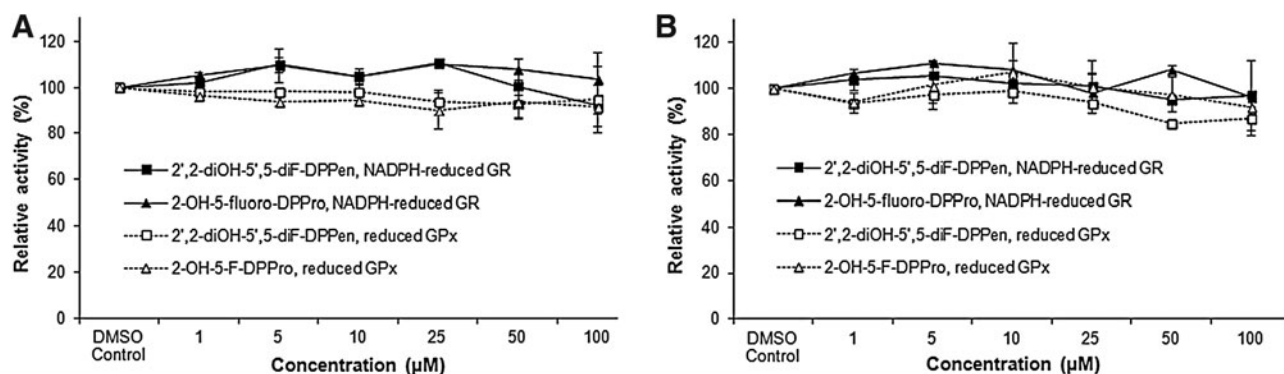 A
Relative activity (%)
120
100
80
60
40
20
0
2',2-diOH-5',5-diF-DPPen, NADPH-reduced GR
2-OH-5-fluoro-DPPro, NADPH-reduced GR
2',2-diOH-5',5-diF-DPPen, reduced GPx
2-OH-5-F-DPPro, reduced GPx
DMSO Control 1 5 10 25 50 100
Concentration (µM)
B
Relative activity (%)
120
100
80
60
40
20
0
2',2-diOH-5',5-diF-DPPen, NADPH-reduced GR
2-OH-5-fluoro-DPPro, NADPH-reduced GR
2',2-diOH-5',5-diF-DPPen, reduced GPx
2-OH-5-F-DPPro, reduced GPx
DMSO Control 1 5 10 25 50 100
Concentration (µM)